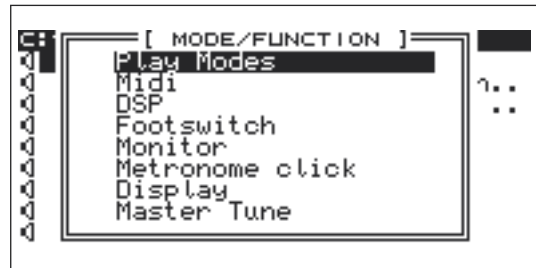 C:
[ MODE/FUNCTION ]
Play Modes
Midi
DSP
Footswitch
Monitor
Metronome click
Display
Master Tune